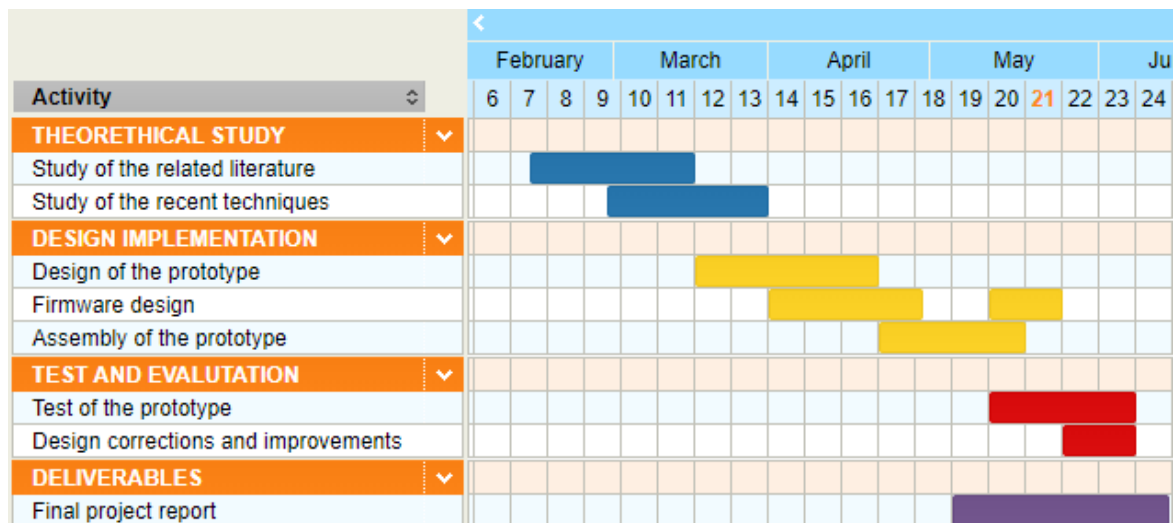 February March April May Ju
Activity 6 7 8 9 10 11 12 13 14 15 16 17 18 19 20 21 22 23 24
THEORETHICAL STUDY
Study of the related literature
Study of the recent techniques
DESIGN IMPLEMENTATION
Design of the prototype
Firmware design
Assembly of the prototype
TEST AND EVALUTATION
Test of the prototype
Design corrections and improvements
DELIVERABLES
Final project report